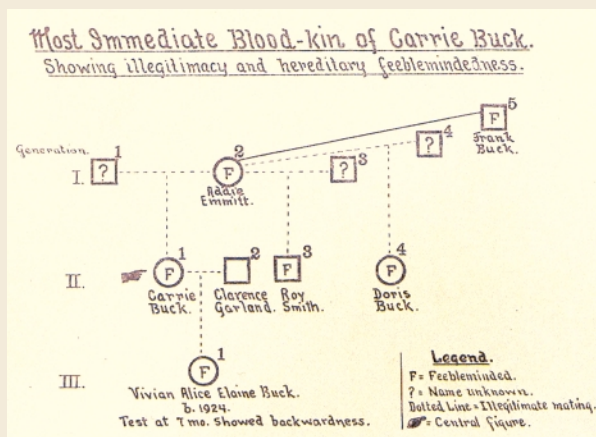 Most Immediate Blood-kin of Carrie Buck.
Showing illegitimacy and hereditary feeblemindedness.
Generation.
I.
1
?
2
F
Addie
Emmitt.
?
3
?
4
5
F
Frank
Buck.
II.
1
F
Carrie
Buck.
2
Clarence
Garland.
3
F
Roy
Smith.
4
F
Doris
Buck.
III.
1
F
Vivian Alice Elaine Buck.
b. 1924.
Test at 7 mo. showed backwardness.
Legend.
F = Feebleminded.
? = Name unknown.
Dotted Line = Illegitimate mating.
= Central figure.